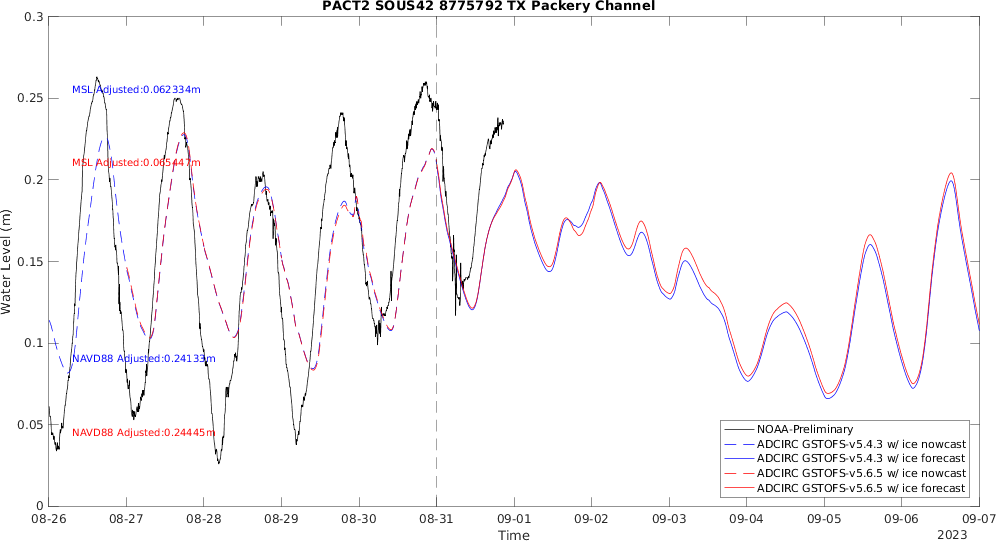 PACT2 SOUS42 8775792 TX Packery Channel
0.3
0.25
0.2
0.15
0.1
0.05
0
Water Level (m)
MSL Adjusted:0.062334m
MSL Adjusted:0.065447m
NAVD88 Adjusted:0.24133m
NAVD88 Adjusted:0.24445m
NOAA-Preliminary
ADCIRC GSTOFS-v5.4.3 w/ ice nowcast
ADCIRC GSTOFS-v5.4.3 w/ ice forecast
ADCIRC GSTOFS-v5.6.5 w/ ice nowcast
ADCIRC GSTOFS-v5.6.5 w/ ice forecast
08-26 08-27 08-28 08-29 08-30 08-31 09-01 09-02 09-03 09-04 09-05 09-06 09-07
Time
2023